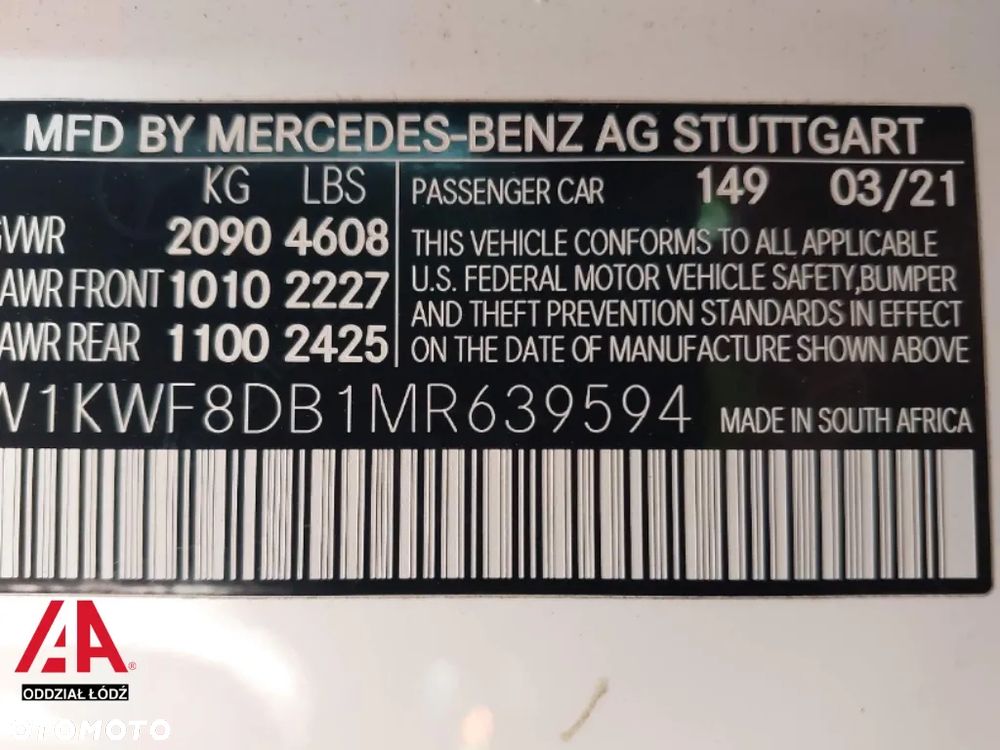 MFD BY MERCEDES-BENZ AG STUTTGART
KG LBS
GVWR 2090 4608
AWR FRONT 1010 2227
AWR REAR 1100 2425
PASSENGER CAR 149 03/21
THIS VEHICLE CONFORMS TO ALL APPLICABLE
U.S. FEDERAL MOTOR VEHICLE SAFETY,BUMPER
AND THEFT PREVENTION STANDARDS IN EFFECT
ON THE DATE OF MANUFACTURE SHOWN ABOVE
W1KWF8DB1MR639594 MADE IN SOUTH AFRICA
AA®
ODDZIAŁ ŁÓDŹ
OTOMOTO